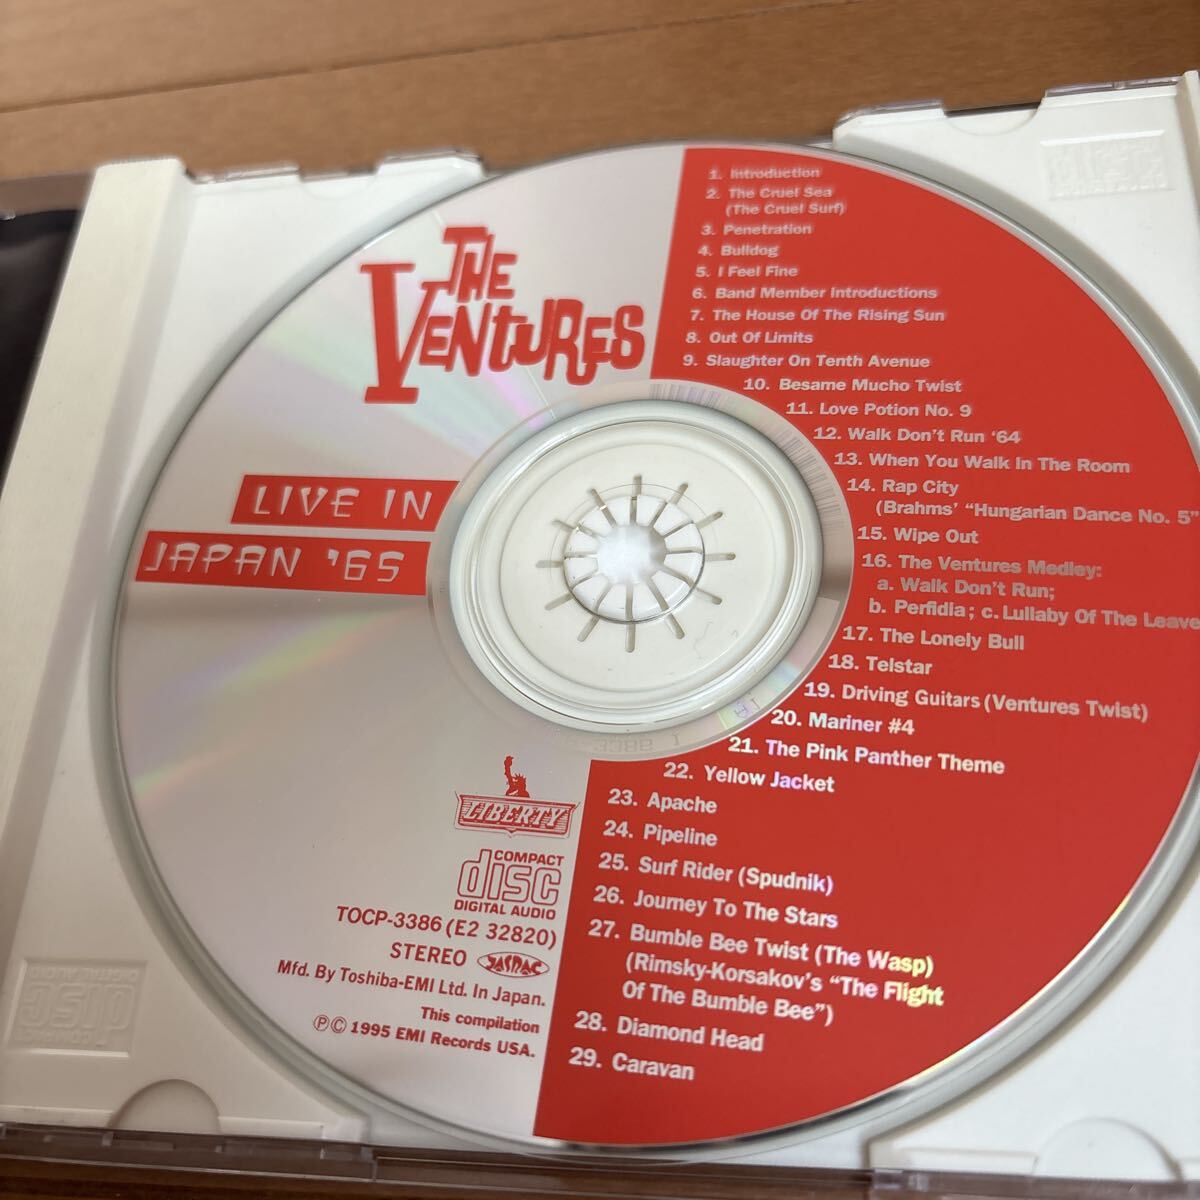 THE
VENTURES
LIVE IN
JAPAN '65
1. Introduction
2. The Cruel Sea
(The Cruel Surf)
3. Penetration
4. Bulldog
5. I Feel Fine
6. Band Member Introductions
7. The House Of The Rising Sun
8. Out Of Limits
9. Slaughter On Tenth Avenue
10. Besame Mucho Twist
11. Love Potion No. 9
12. Walk Don't Run '64
13. When You Walk In The Room
14. Rap City
(Brahms' "Hungarian Dance No. 5"
15. Wipe Out
16. The Ventures Medley:
a. Walk Don't Run;
b. Perfidia; c. Lullaby Of The Leave
17. The Lonely Bull
18. Telstar
19. Driving Guitars (Ventures Twist)
20. Mariner #4
21. The Pink Panther Theme
22. Yellow Jacket
23. Apache
24. Pipeline
25. Surf Rider (Spudnik)
26. Journey To The Stars
27. Bumble Bee Twist (The Wasp)
(Rimsky-Korsakov's "The Flight
Of The Bumble Bee")
28. Diamond Head
29. Caravan
LIBERTY
COMPACT
disc
DIGITAL AUDIO
TOCP-3386 (E2 32820)
STEREO JASRAC
Mfd. By Toshiba-EMI Ltd. In Japan.
This compilation
℗© 1995 EMI Records USA.